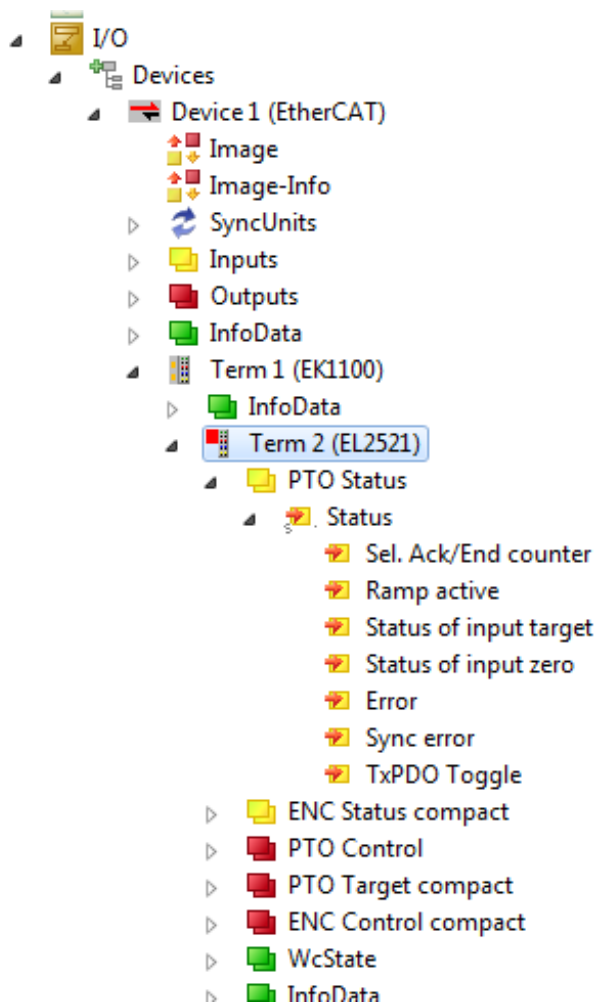 I/O
Devices
Device 1 (EtherCAT)
Image
Image-Info
SyncUnits
Inputs
Outputs
InfoData
Term 1 (EK1100)
InfoData
Term 2 (EL2521)
PTO Status
Status
Sel. Ack/End counter
Ramp active
Status of input target
Status of input zero
Error
Sync error
TxPDO Toggle
ENC Status compact
PTO Control
PTO Target compact
ENC Control compact
WcState
InfoData